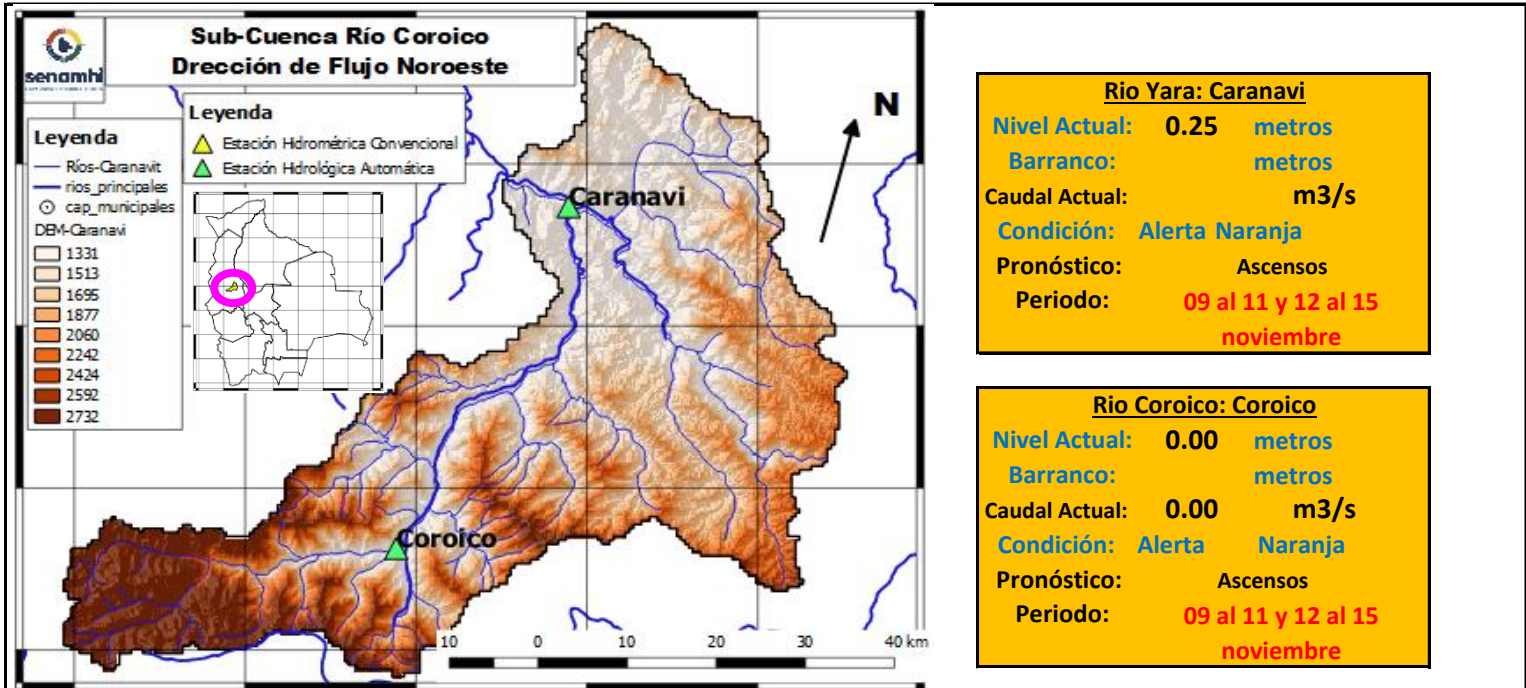 Sub-Cuenca Río Coroico
Drección de Flujo Noroeste
senamhi
Leyenda
Estación Hidrométrica Convencional
Estación Hidrológica Automática
Leyenda
Ríos-Caranavit
rios_principales
cap_municipales
DEM-Caranavi
1331
1513
1695
1877
2060
2242
2424
2592
2732
N
Caranavi
Coroico
10 0 10 20 30 40 km
Rio Yara: Caranavi
Nivel Actual: 0.25 metros
Barranco: metros
Caudal Actual: m3/s
Condición: Alerta Naranja
Pronóstico: Ascensos
Periodo: 09 al 11 y 12 al 15
noviembre
Rio Coroico: Coroico
Nivel Actual: 0.00 metros
Barranco: metros
Caudal Actual: 0.00 m3/s
Condición: Alerta Naranja
Pronóstico: Ascensos
Periodo: 09 al 11 y 12 al 15
noviembre